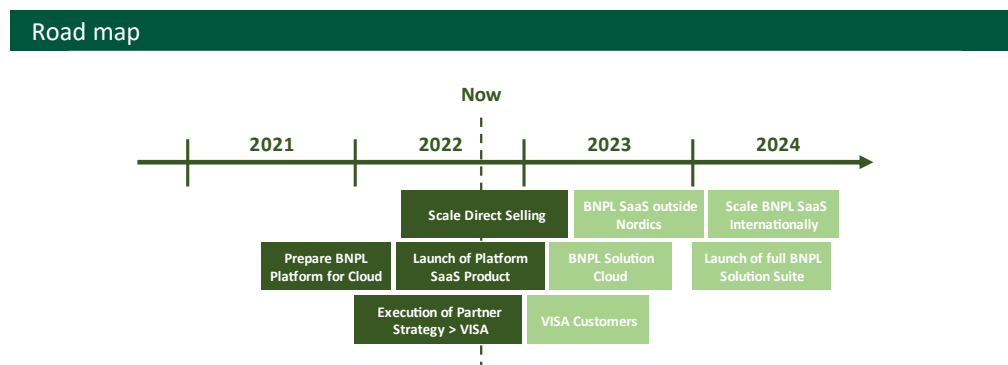 Road map
Now
2021 2022 2023 2024
Scale Direct Selling
BNPL SaaS outside
Nordics
Scale BNPL SaaS
Internationally
Prepare BNPL
Platform for Cloud
Launch of Platform
SaaS Product
BNPL Solution
Cloud
Launch of full BNPL
Solution Suite
Execution of Partner
Strategy > VISA
VISA Customers